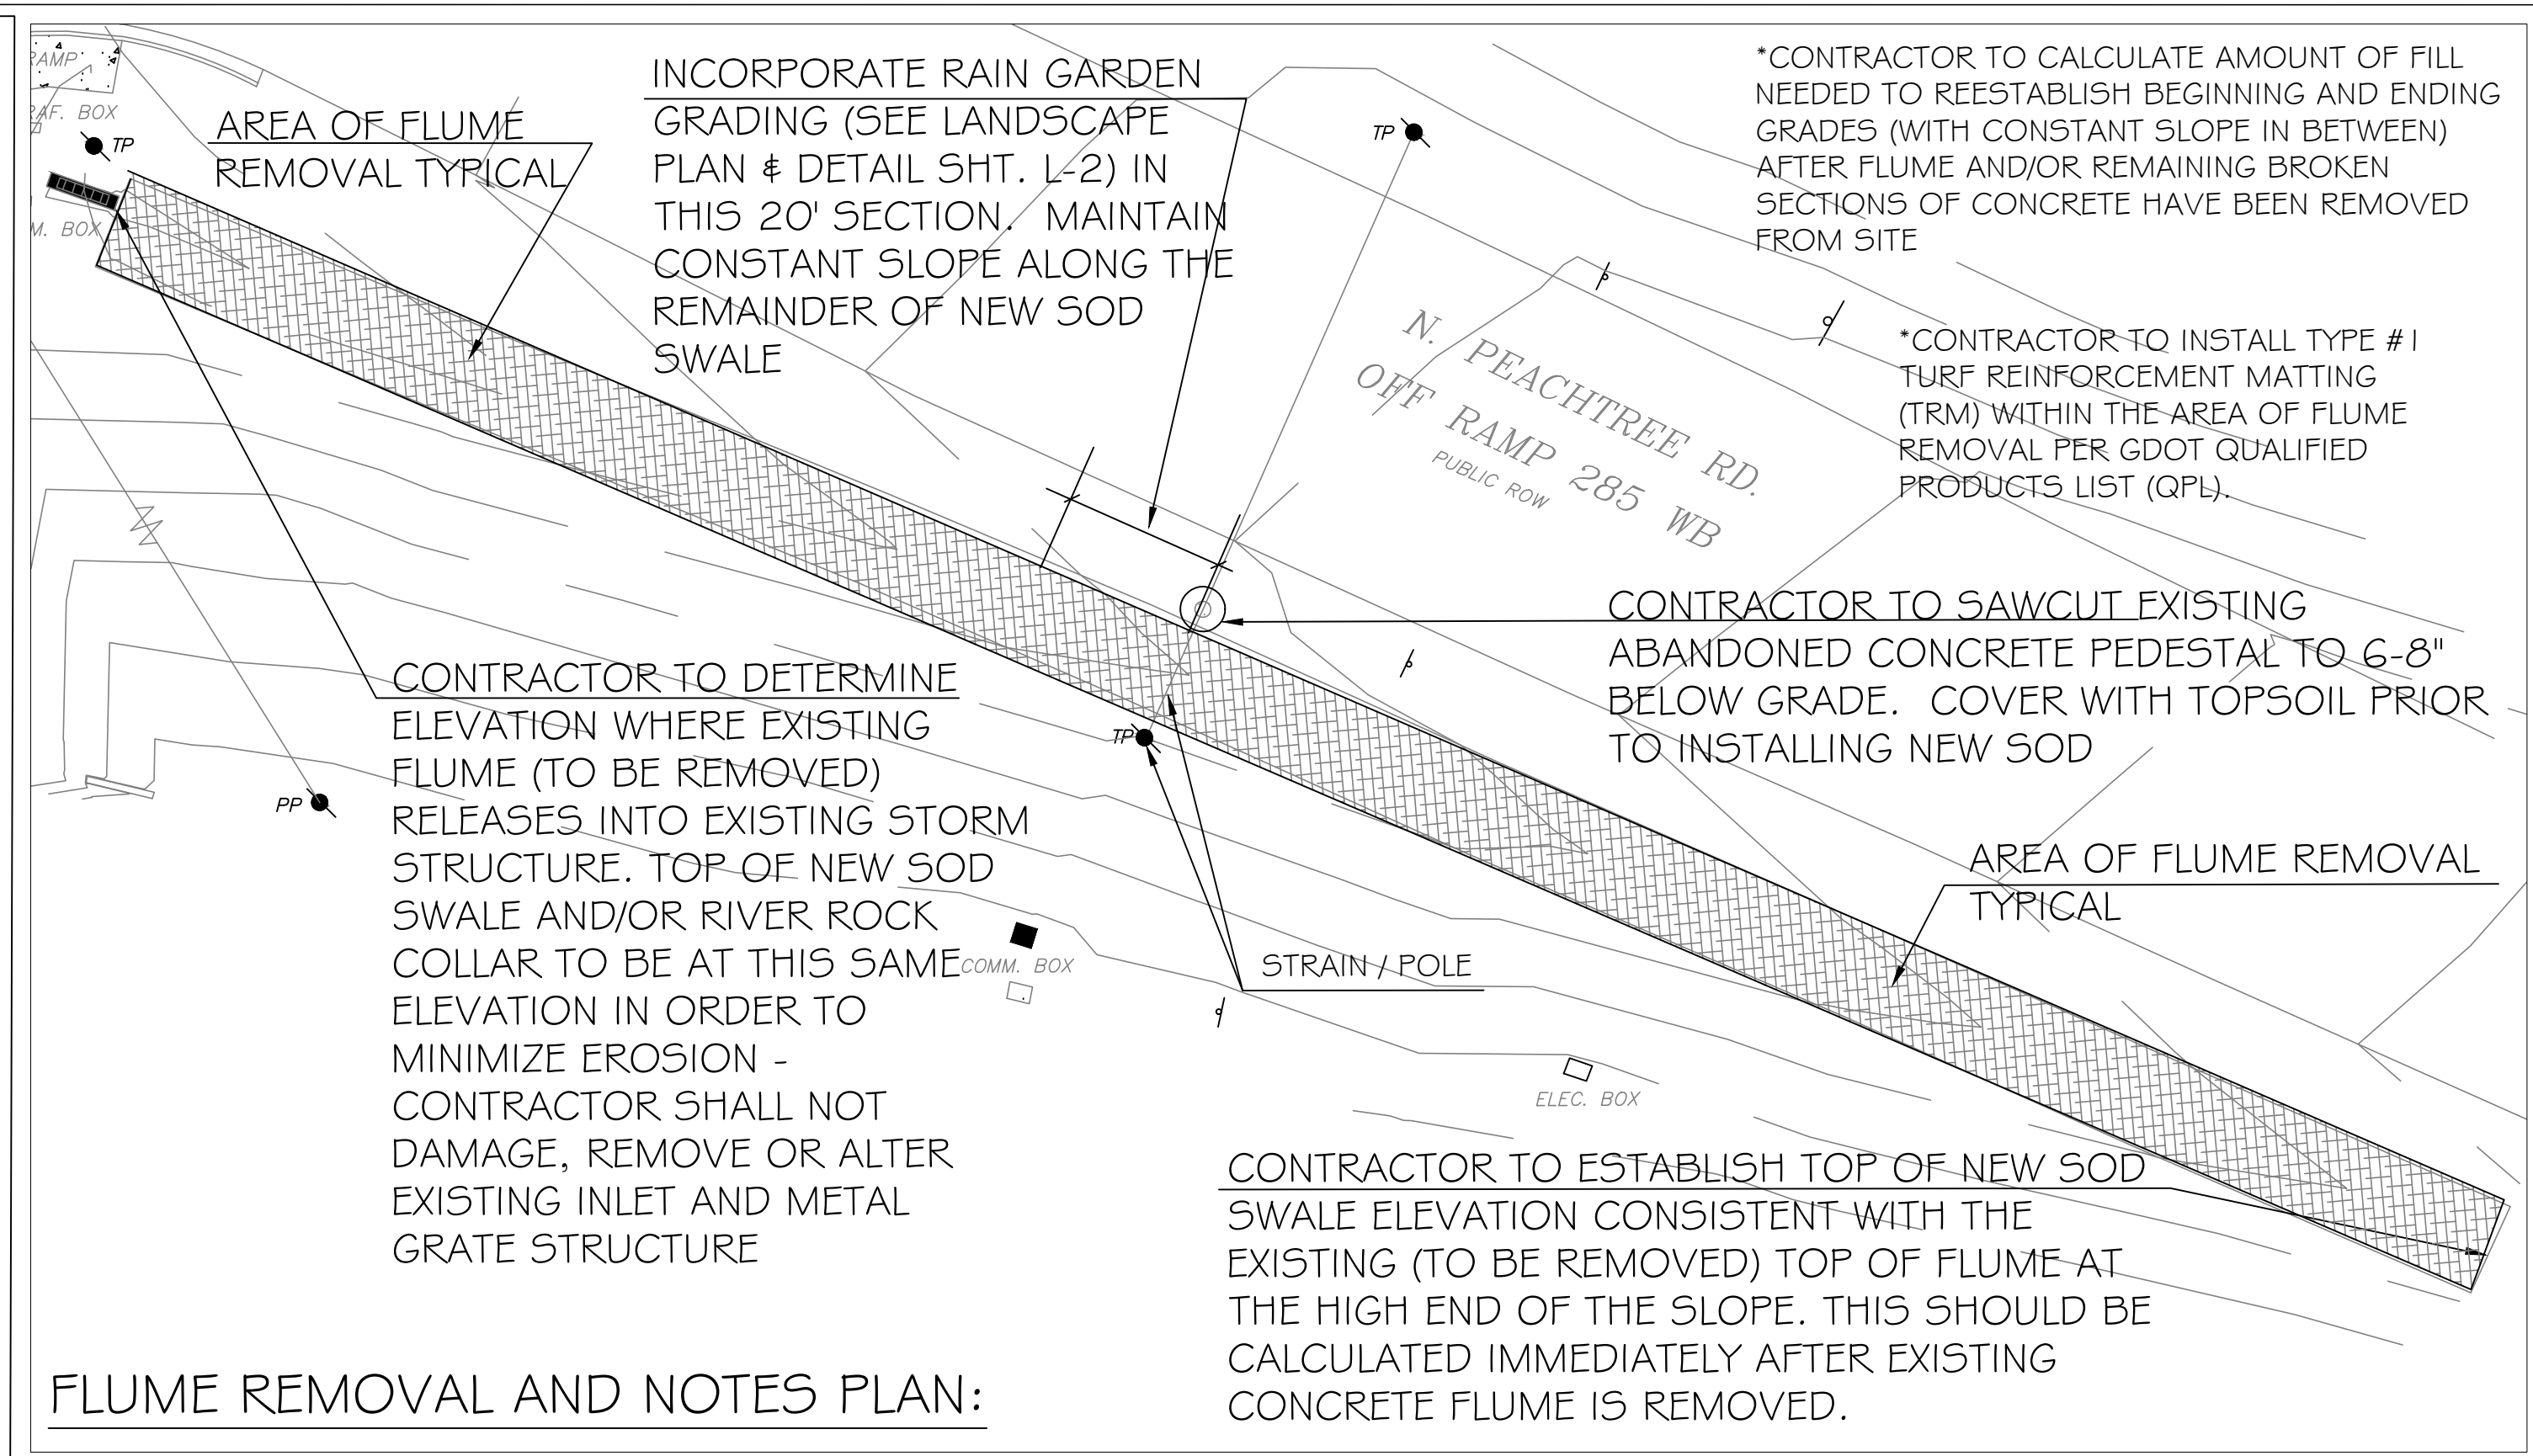 RAMP
RAF. BOX
TP
M. BOX
AREA OF FLUME
REMOVAL TYPICAL
INCORPORATE RAIN GARDEN
GRADING (SEE LANDSCAPE
PLAN & DETAIL SHT. L-2) IN
THIS 20' SECTION. MAINTAIN
CONSTANT SLOPE ALONG THE
REMAINDER OF NEW SOD
SWALE
TP
*CONTRACTOR TO CALCULATE AMOUNT OF FILL
NEEDED TO REESTABLISH BEGINNING AND ENDING
GRADES (WITH CONSTANT SLOPE IN BETWEEN)
AFTER FLUME AND/OR REMAINING BROKEN
SECTIONS OF CONCRETE HAVE BEEN REMOVED
FROM SITE
*CONTRACTOR TO INSTALL TYPE #1
TURF REINFORCEMENT MATTING
(TRM) WITHIN THE AREA OF FLUME
REMOVAL PER GDOT QUALIFIED
PRODUCTS LIST (QPL).
N. PEACHTREE RD.
OFF RAMP 285 WB
PUBLIC ROW
CONTRACTOR TO SAWCUT EXISTING
ABANDONED CONCRETE PEDESTAL TO 6-8"
BELOW GRADE. COVER WITH TOPSOIL PRIOR
TO INSTALLING NEW SOD
CONTRACTOR TO DETERMINE
ELEVATION WHERE EXISTING
FLUME (TO BE REMOVED)
RELEASES INTO EXISTING STORM
STRUCTURE. TOP OF NEW SOD
SWALE AND/OR RIVER ROCK
COLLAR TO BE AT THIS SAME
ELEVATION IN ORDER TO
MINIMIZE EROSION -
CONTRACTOR SHALL NOT
DAMAGE, REMOVE OR ALTER
EXISTING INLET AND METAL
GRATE STRUCTURE
PP
TP
COMM. BOX
STRAIN / POLE
AREA OF FLUME REMOVAL
TYPICAL
ELEC. BOX
CONTRACTOR TO ESTABLISH TOP OF NEW SOD
SWALE ELEVATION CONSISTENT WITH THE
EXISTING (TO BE REMOVED) TOP OF FLUME AT
THE HIGH END OF THE SLOPE. THIS SHOULD BE
CALCULATED IMMEDIATELY AFTER EXISTING
CONCRETE FLUME IS REMOVED.
FLUME REMOVAL AND NOTES PLAN: